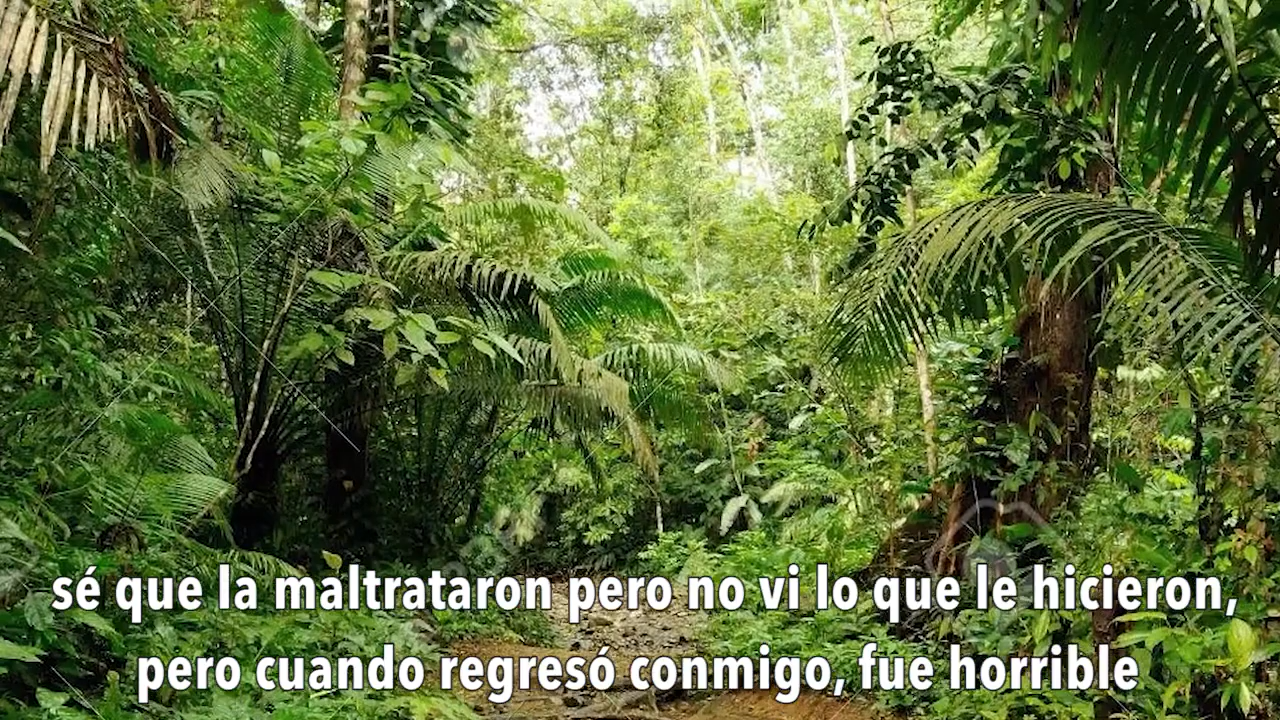 sé que la maltrataron pero no vi lo que le hicieron,
pero cuando regresó conmigo, fue horrible